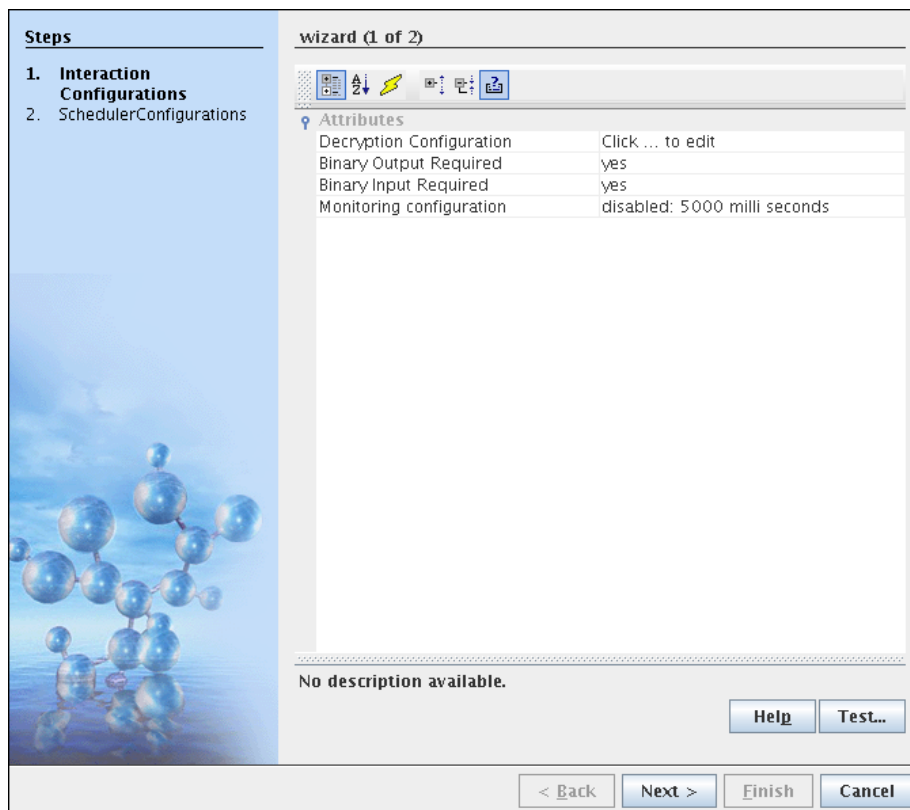 Steps
1. Interaction
Configurations
2. SchedulerConfigurations
wizard (1 of 2)
Attributes
Decryption Configuration Click ... to edit
Binary Output Required yes
Binary Input Required yes
Monitoring configuration disabled: 5000 milli seconds
No description available.
Help Test...
< Back Next > Finish Cancel